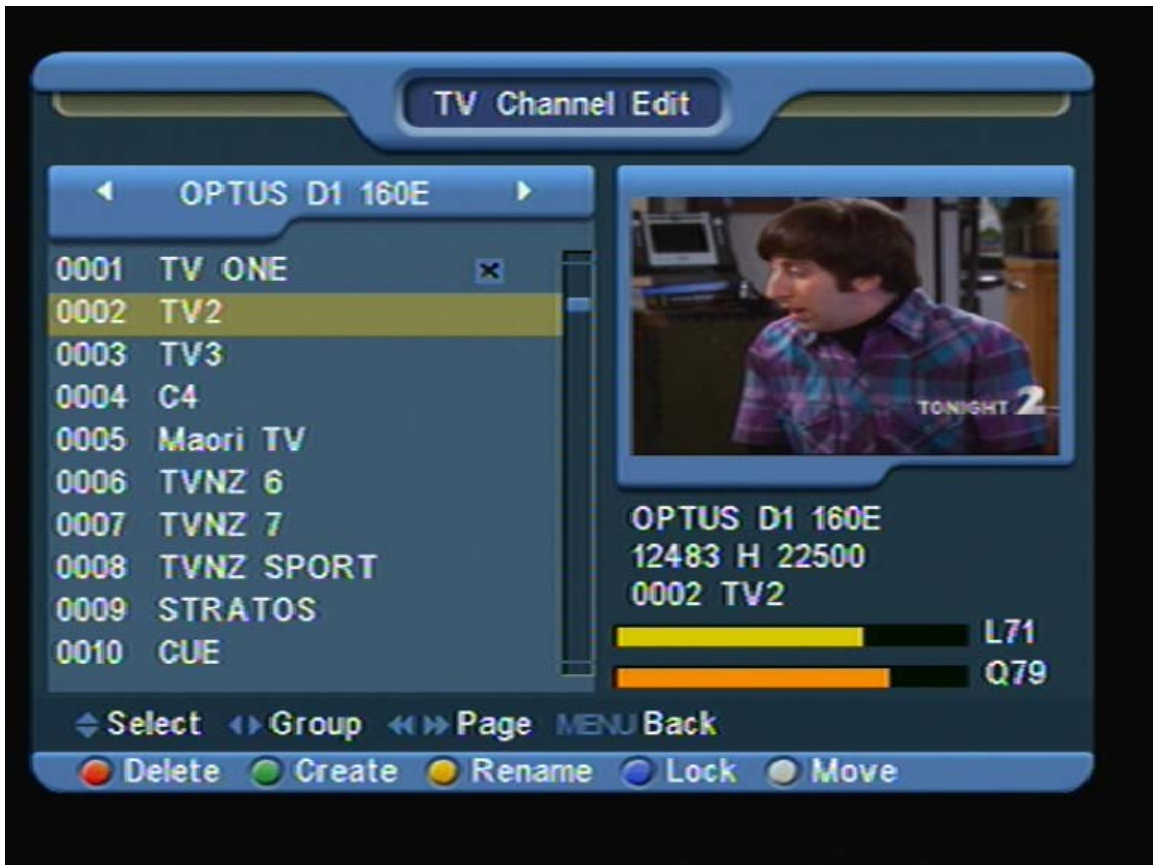 TV Channel Edit
OPTUS D1 160E
0001 TV ONE
0002 TV2
0003 TV3
0004 C4
0005 Maori TV
0006 TVNZ 6
0007 TVNZ 7
0008 TVNZ SPORT
0009 STRATOS
0010 CUE
TONIGHT 2
OPTUS D1 160E
12483 H 22500
0002 TV2
L71
Q79
Select Group Page MENU Back
Delete Create Rename Lock Move